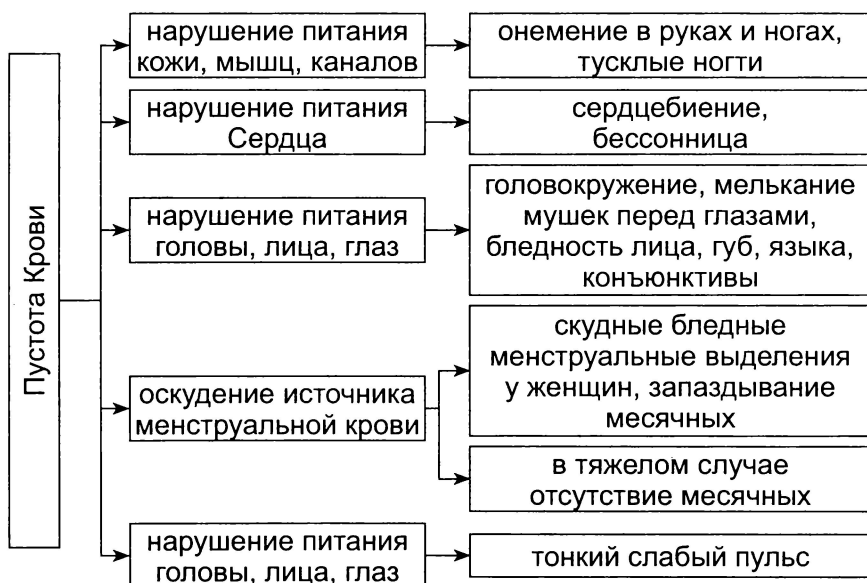 Пустота Крови
нарушение питания
кожи, мышц, каналов
онемение в руках и ногах,
тусклые ногти
нарушение питания
Сердца
сердцебиение,
бессонница
нарушение питания
головы, лица, глаз
головокружение, мелькание
мушек перед глазами,
бледность лица, губ, языка,
конъюнктивы
оскудение источника
менструальной крови
скудные бледные
менструальные выделения
у женщин, запаздывание
месячных
в тяжелом случае
отсутствие месячных
нарушение питания
головы, лица, глаз
тонкий слабый пульс